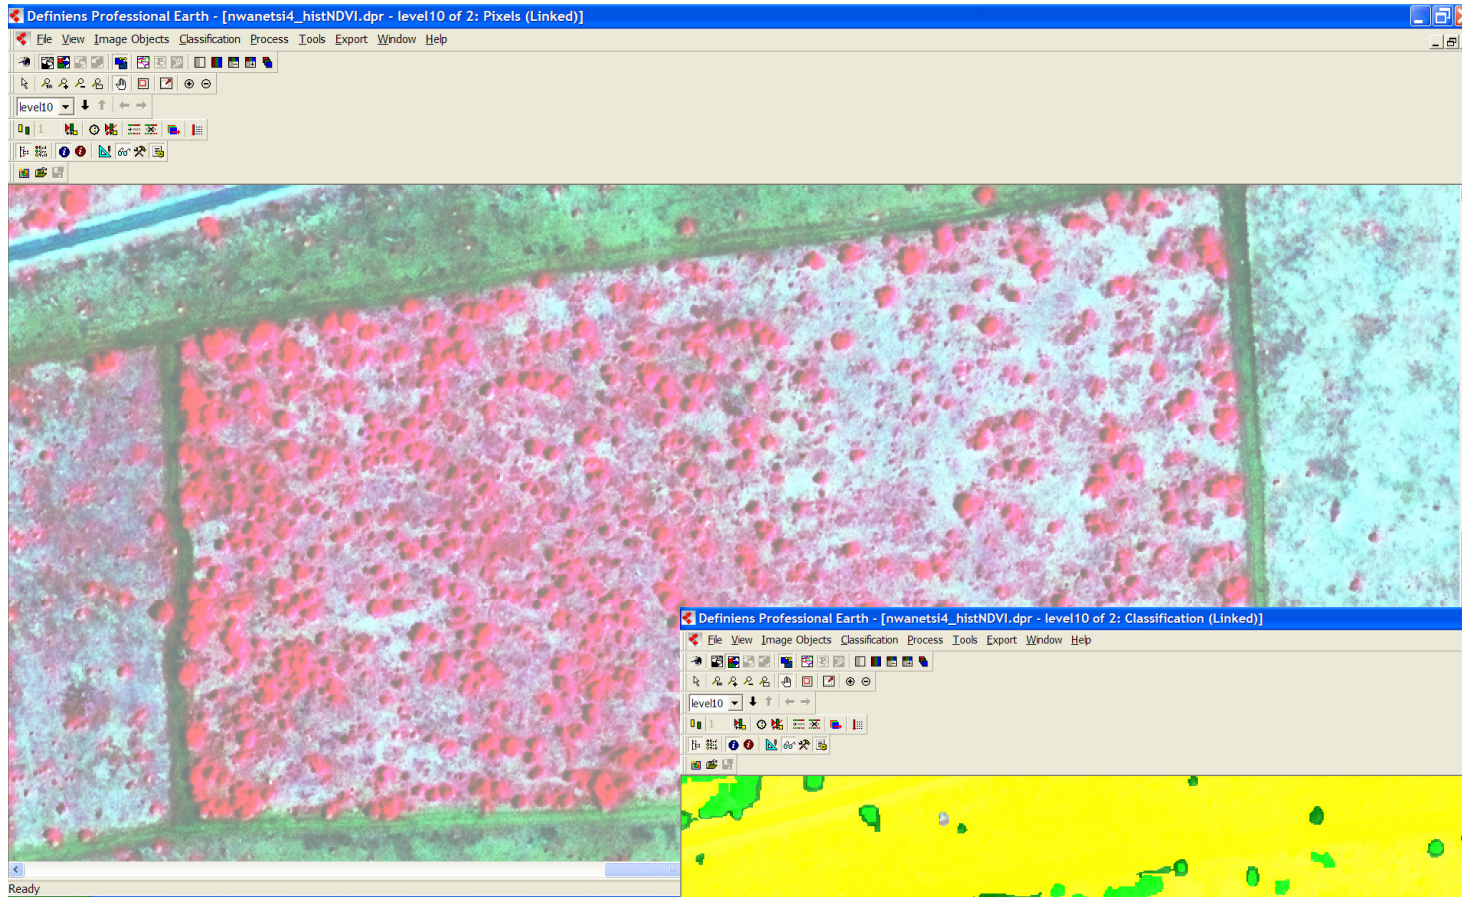 Definiens Professional Earth - [nwanetsi4_histNDVI.dpr - level10 of 2: Pixels (Linked)]
File View Image Objects Classification Process Tools Export Window Help
level10
1
Definiens Professional Earth - [nwanetsi4_histNDVI.dpr - level10 of 2: Classification (Linked)]
File View Image Objects Classification Process Tools Export Window Help
level10
1
Ready